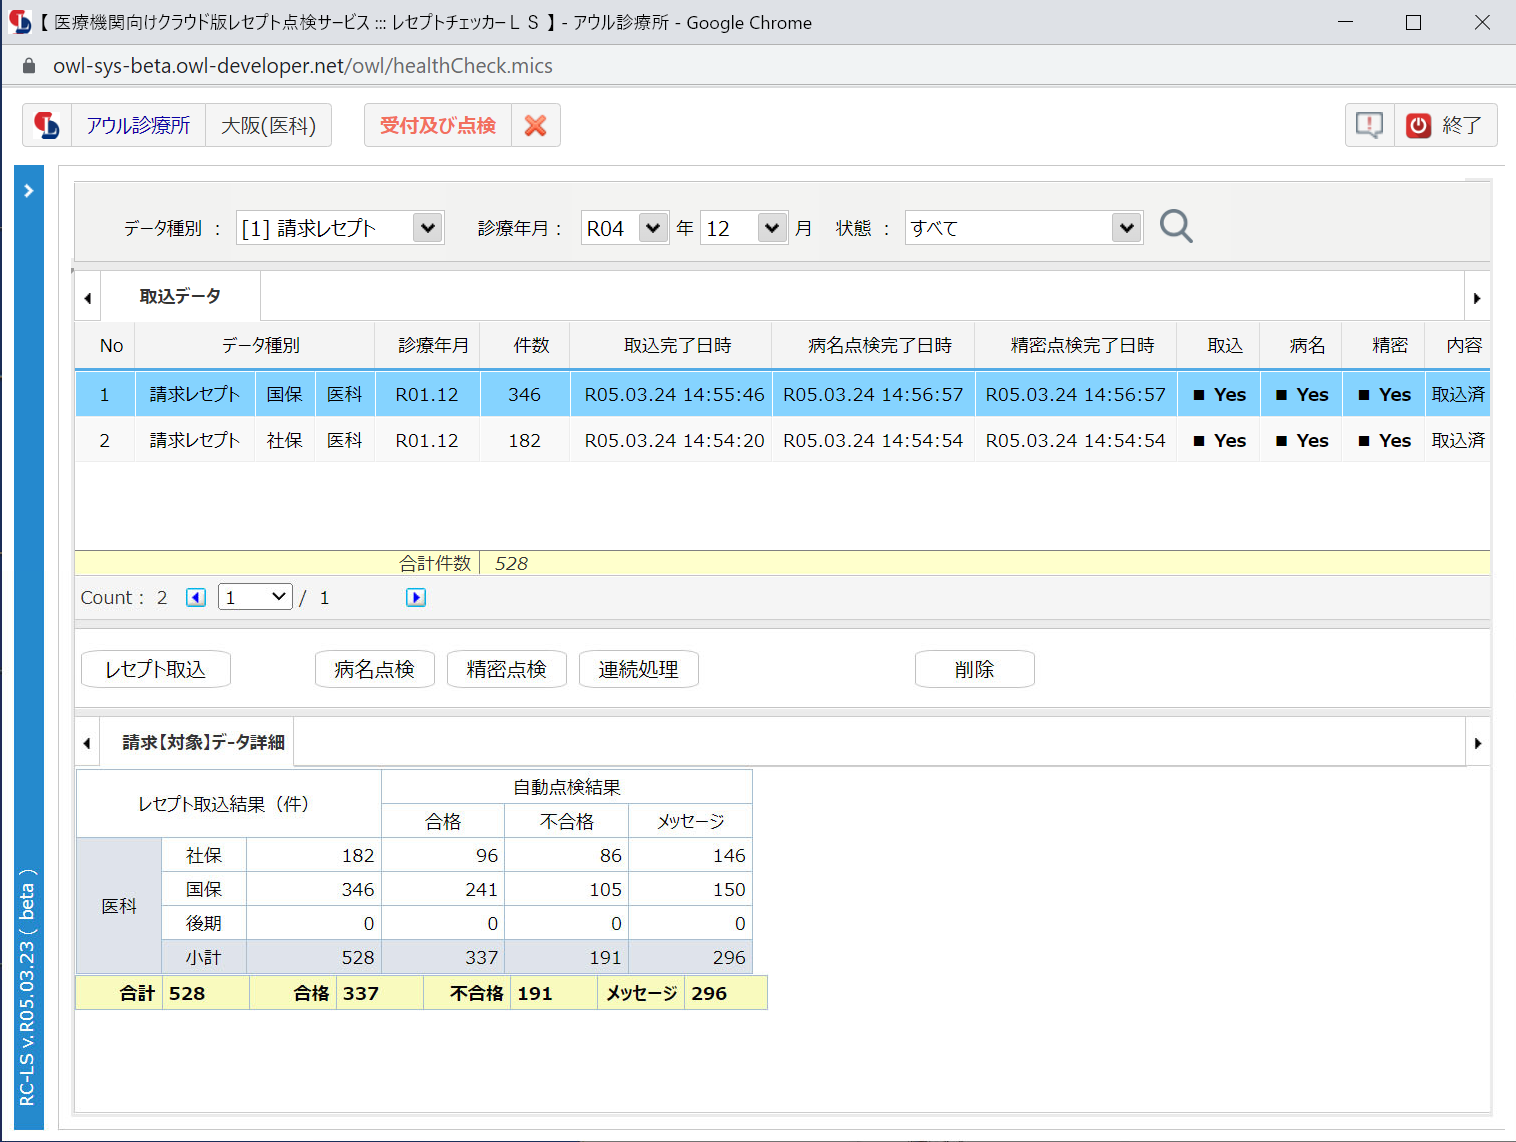 【 医療機関向けクラウド版レセプト点検サービス ::: レセプトチェッカーＬＳ 】 - アウル診療所 - Google Chrome
owl-sys-beta.owl-developer.net/owl/healthCheck.mics
アウル診療所 大阪(医科) 受付及び点検 終了
データ種別 : [1] 請求レセプト 診療年月 : R04 年 12 月 状態 : すべて
取込データ
No データ種別 診療年月 件数 取込完了日時 病名点検完了日時 精密点検完了日時 取込 病名 精密 内容
1 請求レセプト 国保 医科 R01.12 346 R05.03.24 14:55:46 R05.03.24 14:56:57 R05.03.24 14:56:57 ■ Yes ■ Yes ■ Yes 取込済
2 請求レセプト 社保 医科 R01.12 182 R05.03.24 14:54:20 R05.03.24 14:54:54 R05.03.24 14:54:54 ■ Yes ■ Yes ■ Yes 取込済
合計件数 528
Count : 2 1 / 1
レセプト取込 病名点検 精密点検 連続処理 削除
請求【対象】データ詳細
レセプト取込結果（件） 自動点検結果
合格 不合格 メッセージ
医科
社保 182 96 86 146
国保 346 241 105 150
後期 0 0 0 0
小計 528 337 191 296
合計 528 合格 337 不合格 191 メッセージ 296
RC-LS v.R05.03.23 ( beta )